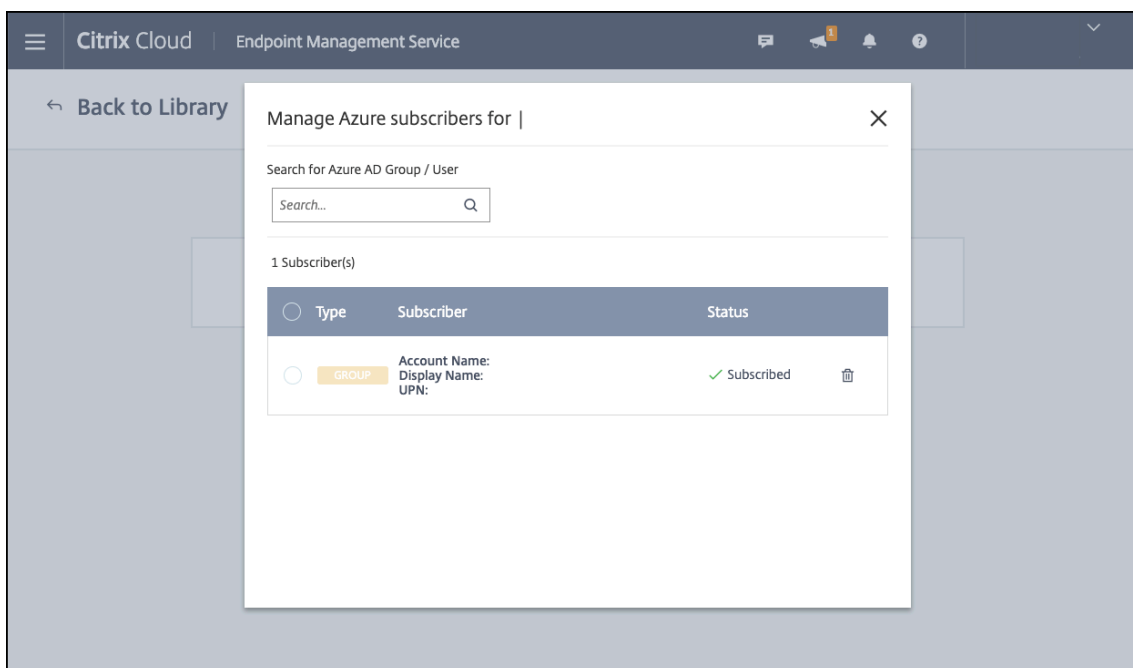 Citrix Cloud | Endpoint Management Service 1
Back to Library
Manage Azure subscribers for |
Search for Azure AD Group / User
Search...
1 Subscriber(s)
Type Subscriber Status
GROUP
Account Name:
Display Name:
UPN:
Subscribed